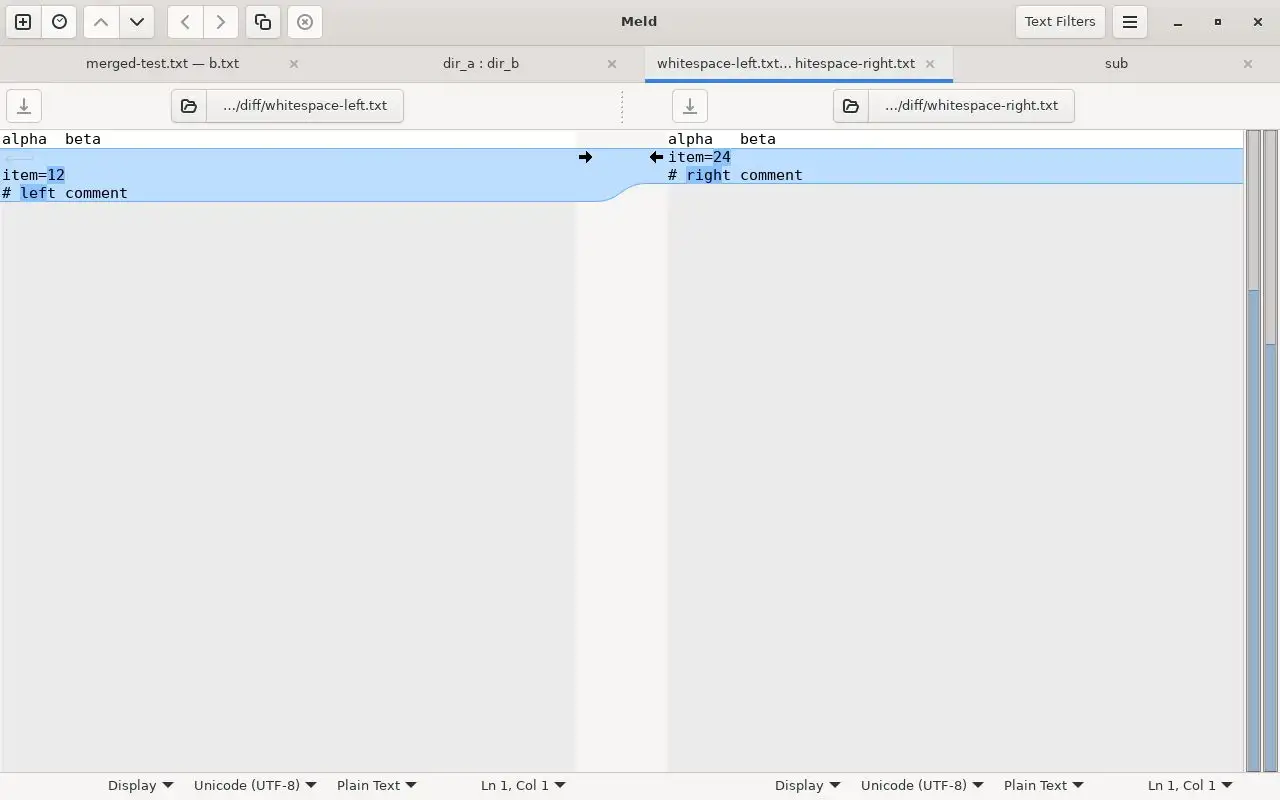 Meld
Text Filters
merged-test.txt — b.txt
dir_a : dir_b
whitespace-left.txt... hitespace-right.txt
sub
.../diff/whitespace-left.txt
.../diff/whitespace-right.txt
alpha  beta
item=12
# left comment
alpha   beta
item=24
# right comment
Display
Unicode (UTF-8)
Plain Text
Ln 1, Col 1
Display
Unicode (UTF-8)
Plain Text
Ln 1, Col 1